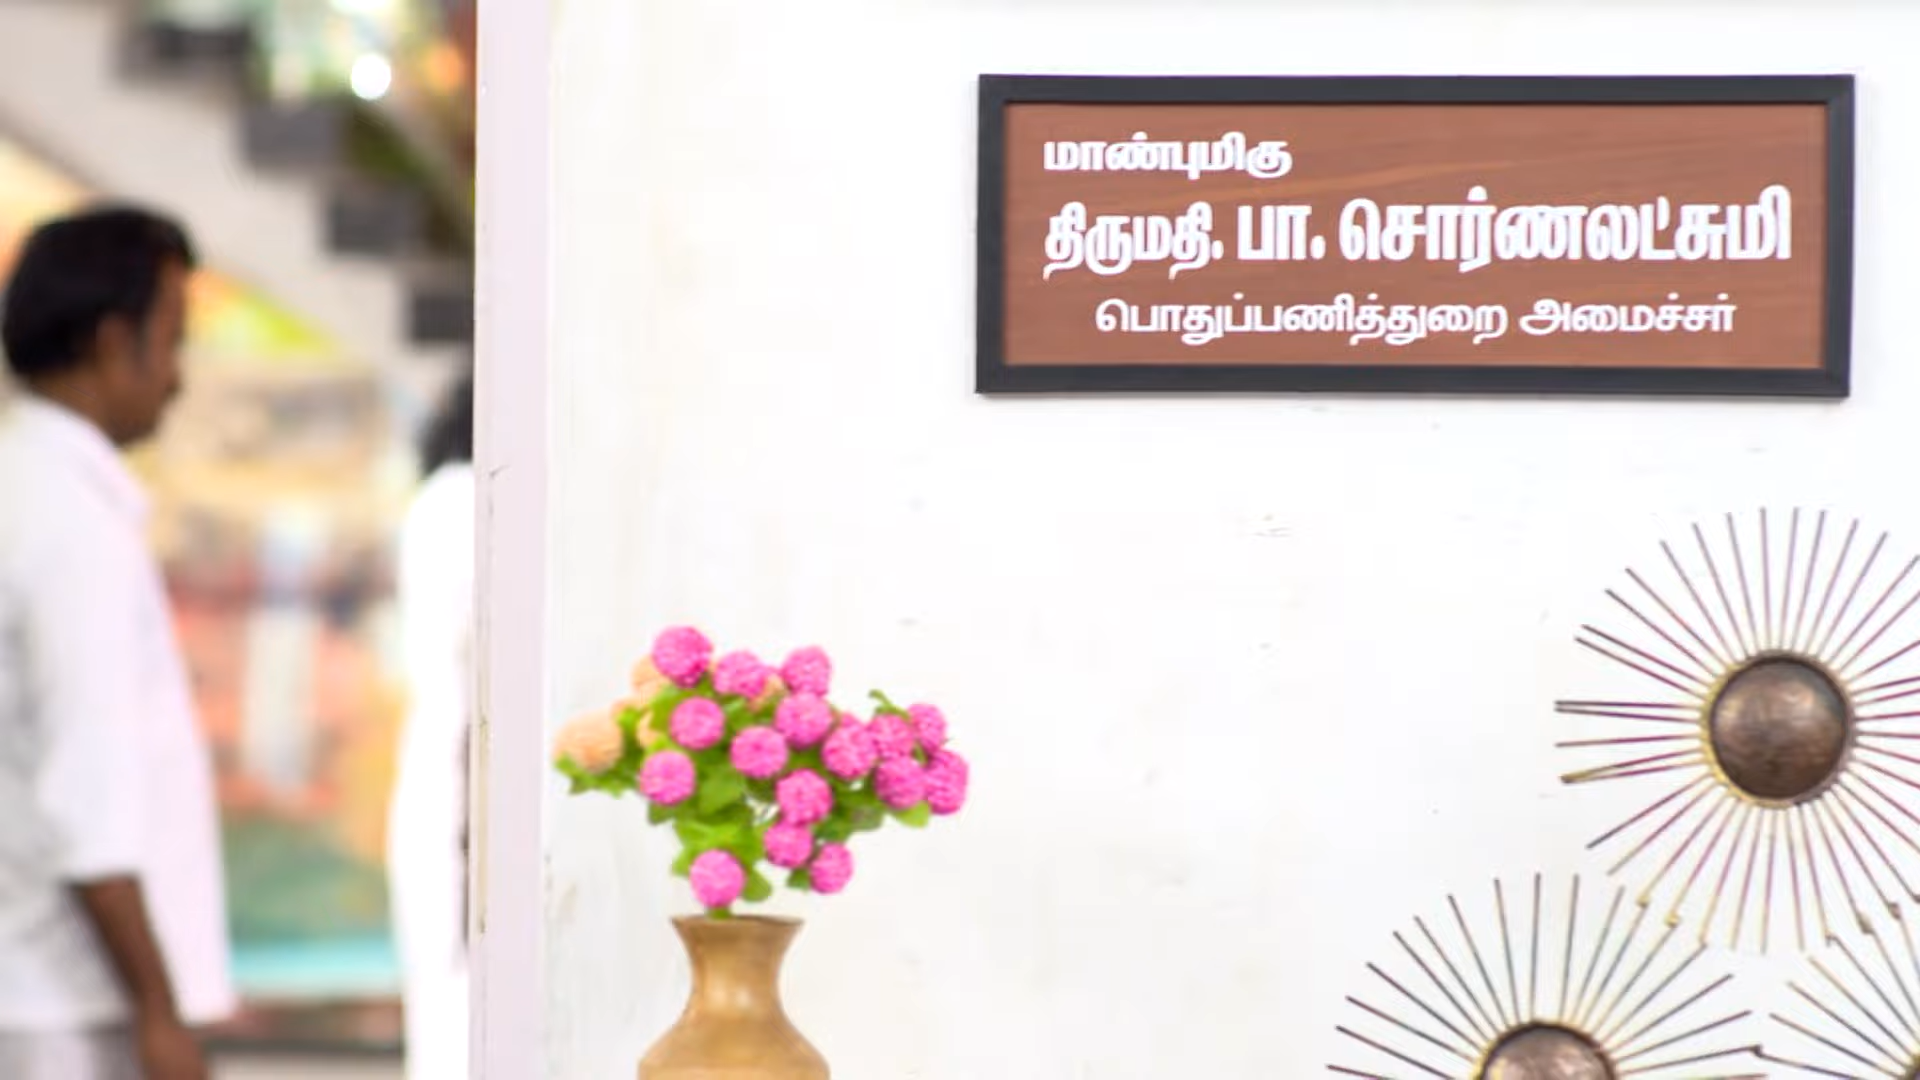 மாண்புமிகு
திருமதி. பா. சொர்ணலட்சுமி
பொதுப்பணித்துறை அமைச்சர்